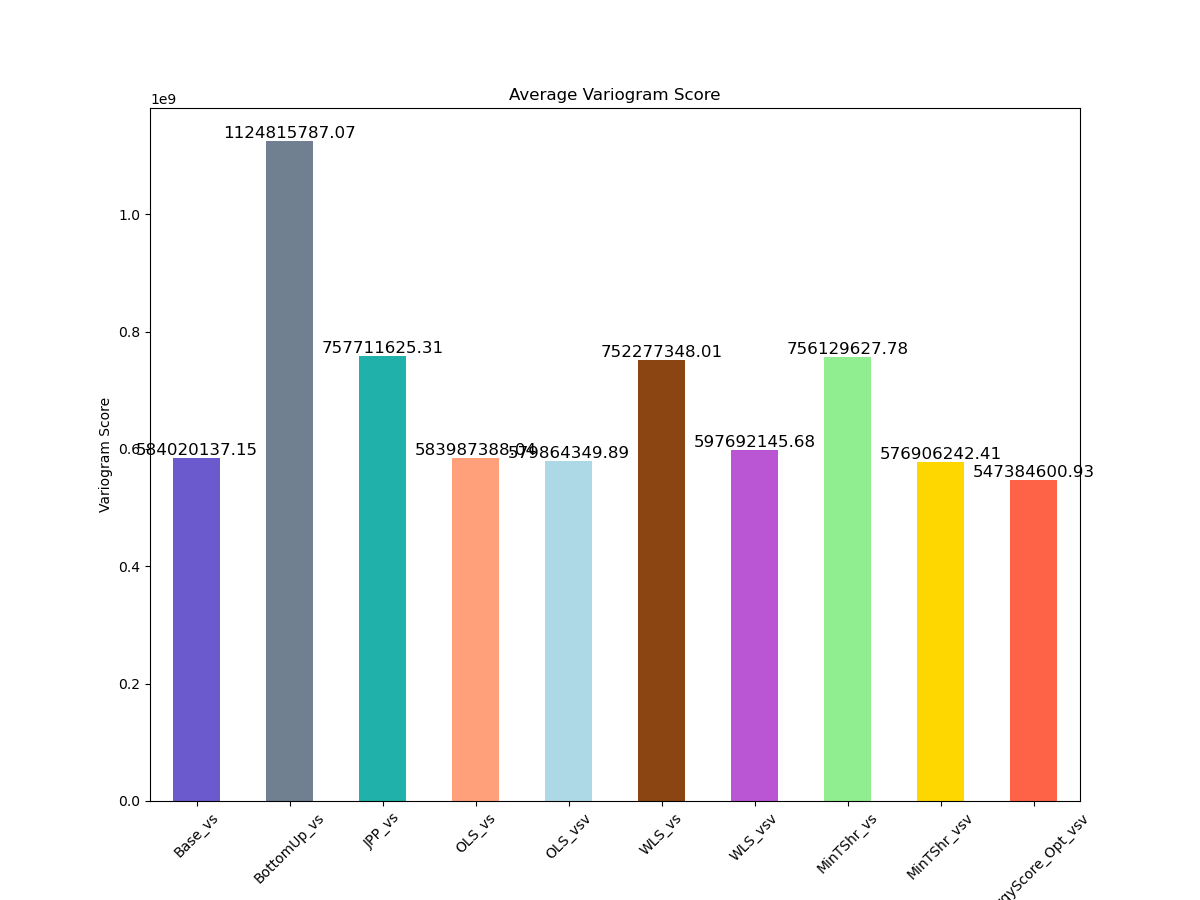 Average Variogram Score
1e9
1124815787.07
1.0
0.8
757711625.31
752277348.01
756129627.78
0.6
584020137.15
583987388.04
579864349.89
597692145.68
576906242.41
547384600.93
Variogram Score
0.4
0.2
0.0
Base_vs
BottomUp_vs
JPP_vs
OLS_vs
OLS_vsv
WLS_vs
WLS_vsv
MinTShr_vs
MinTShr_vsv
gyScore_Opt_vsv